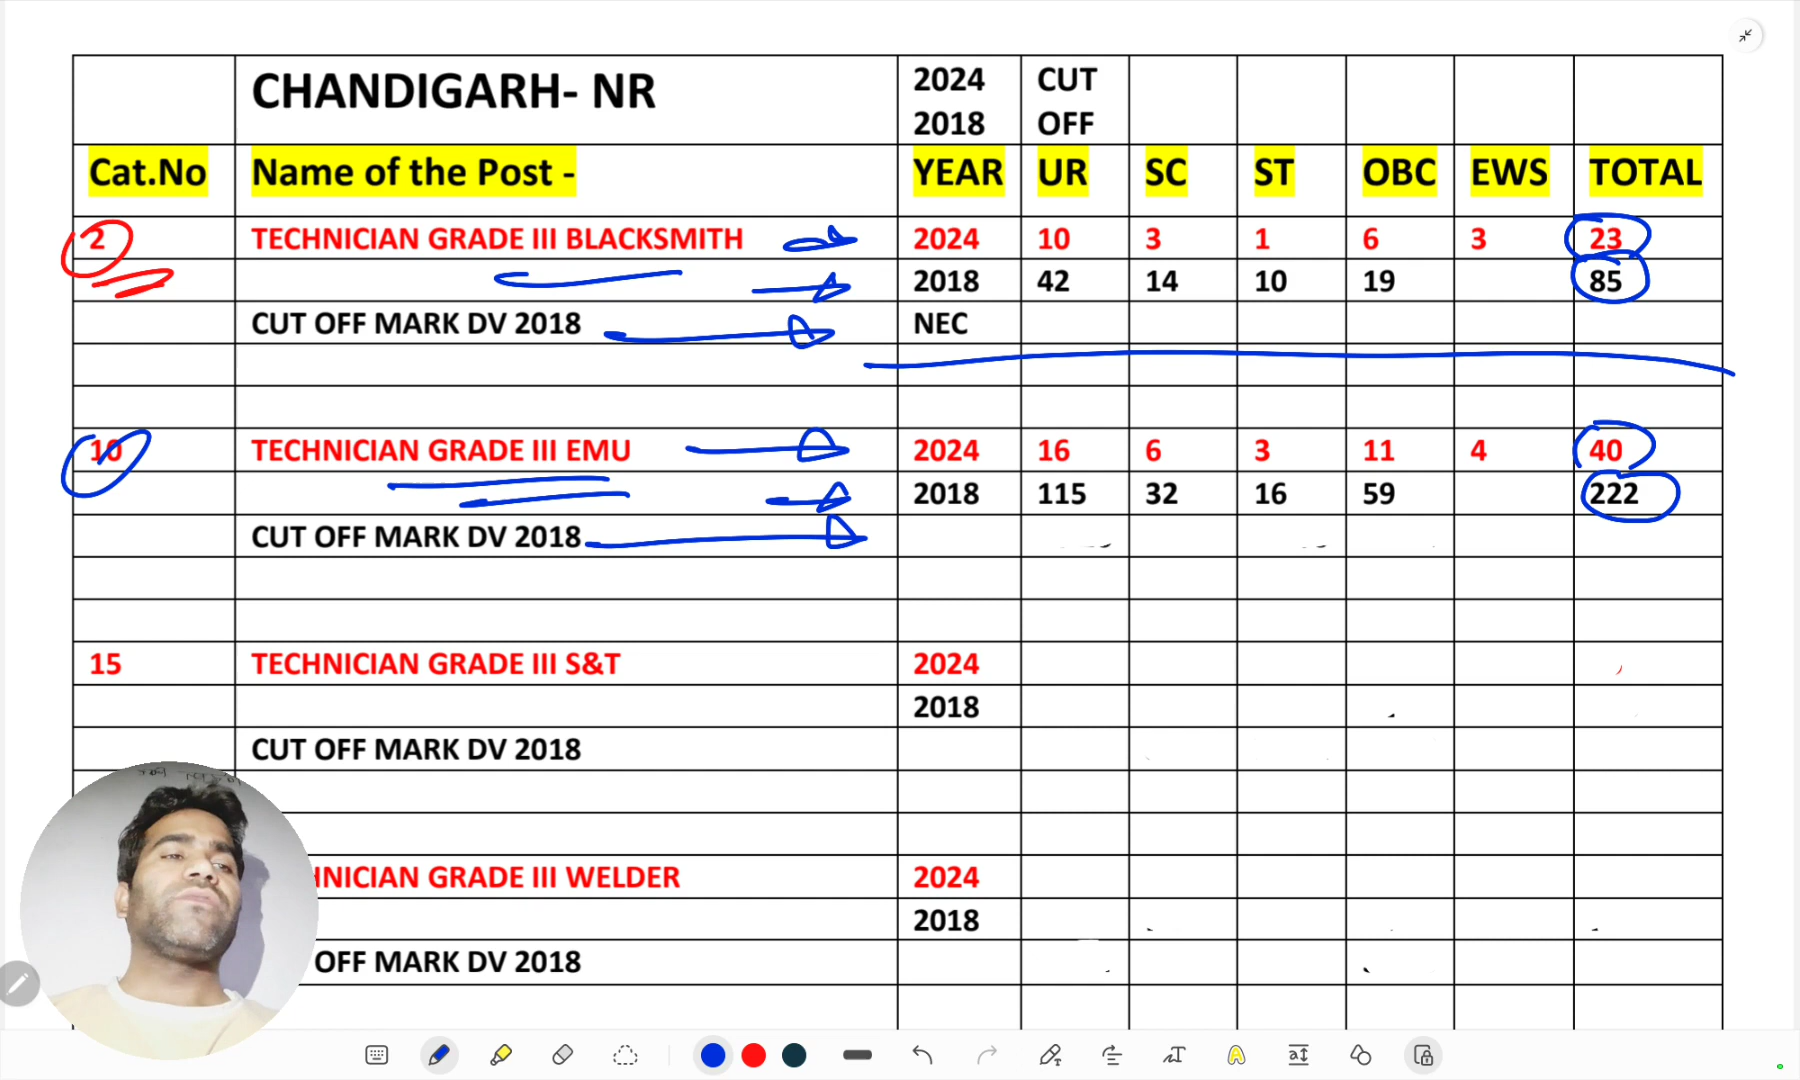 CHANDIGARH- NR 2024 CUT
2018 OFF
Cat.No Name of the Post - YEAR UR SC ST OBC EWS TOTAL
2 TECHNICIAN GRADE III BLACKSMITH 2024 10 3 1 6 3 23
2018 42 14 10 19 85
CUT OFF MARK DV 2018 NEC
10 TECHNICIAN GRADE III EMU 2024 16 6 3 11 4 40
2018 115 32 16 59 222
CUT OFF MARK DV 2018
15 TECHNICIAN GRADE III S&T 2024
2018
CUT OFF MARK DV 2018
HNICIAN GRADE III WELDER 2024
2018
OFF MARK DV 2018